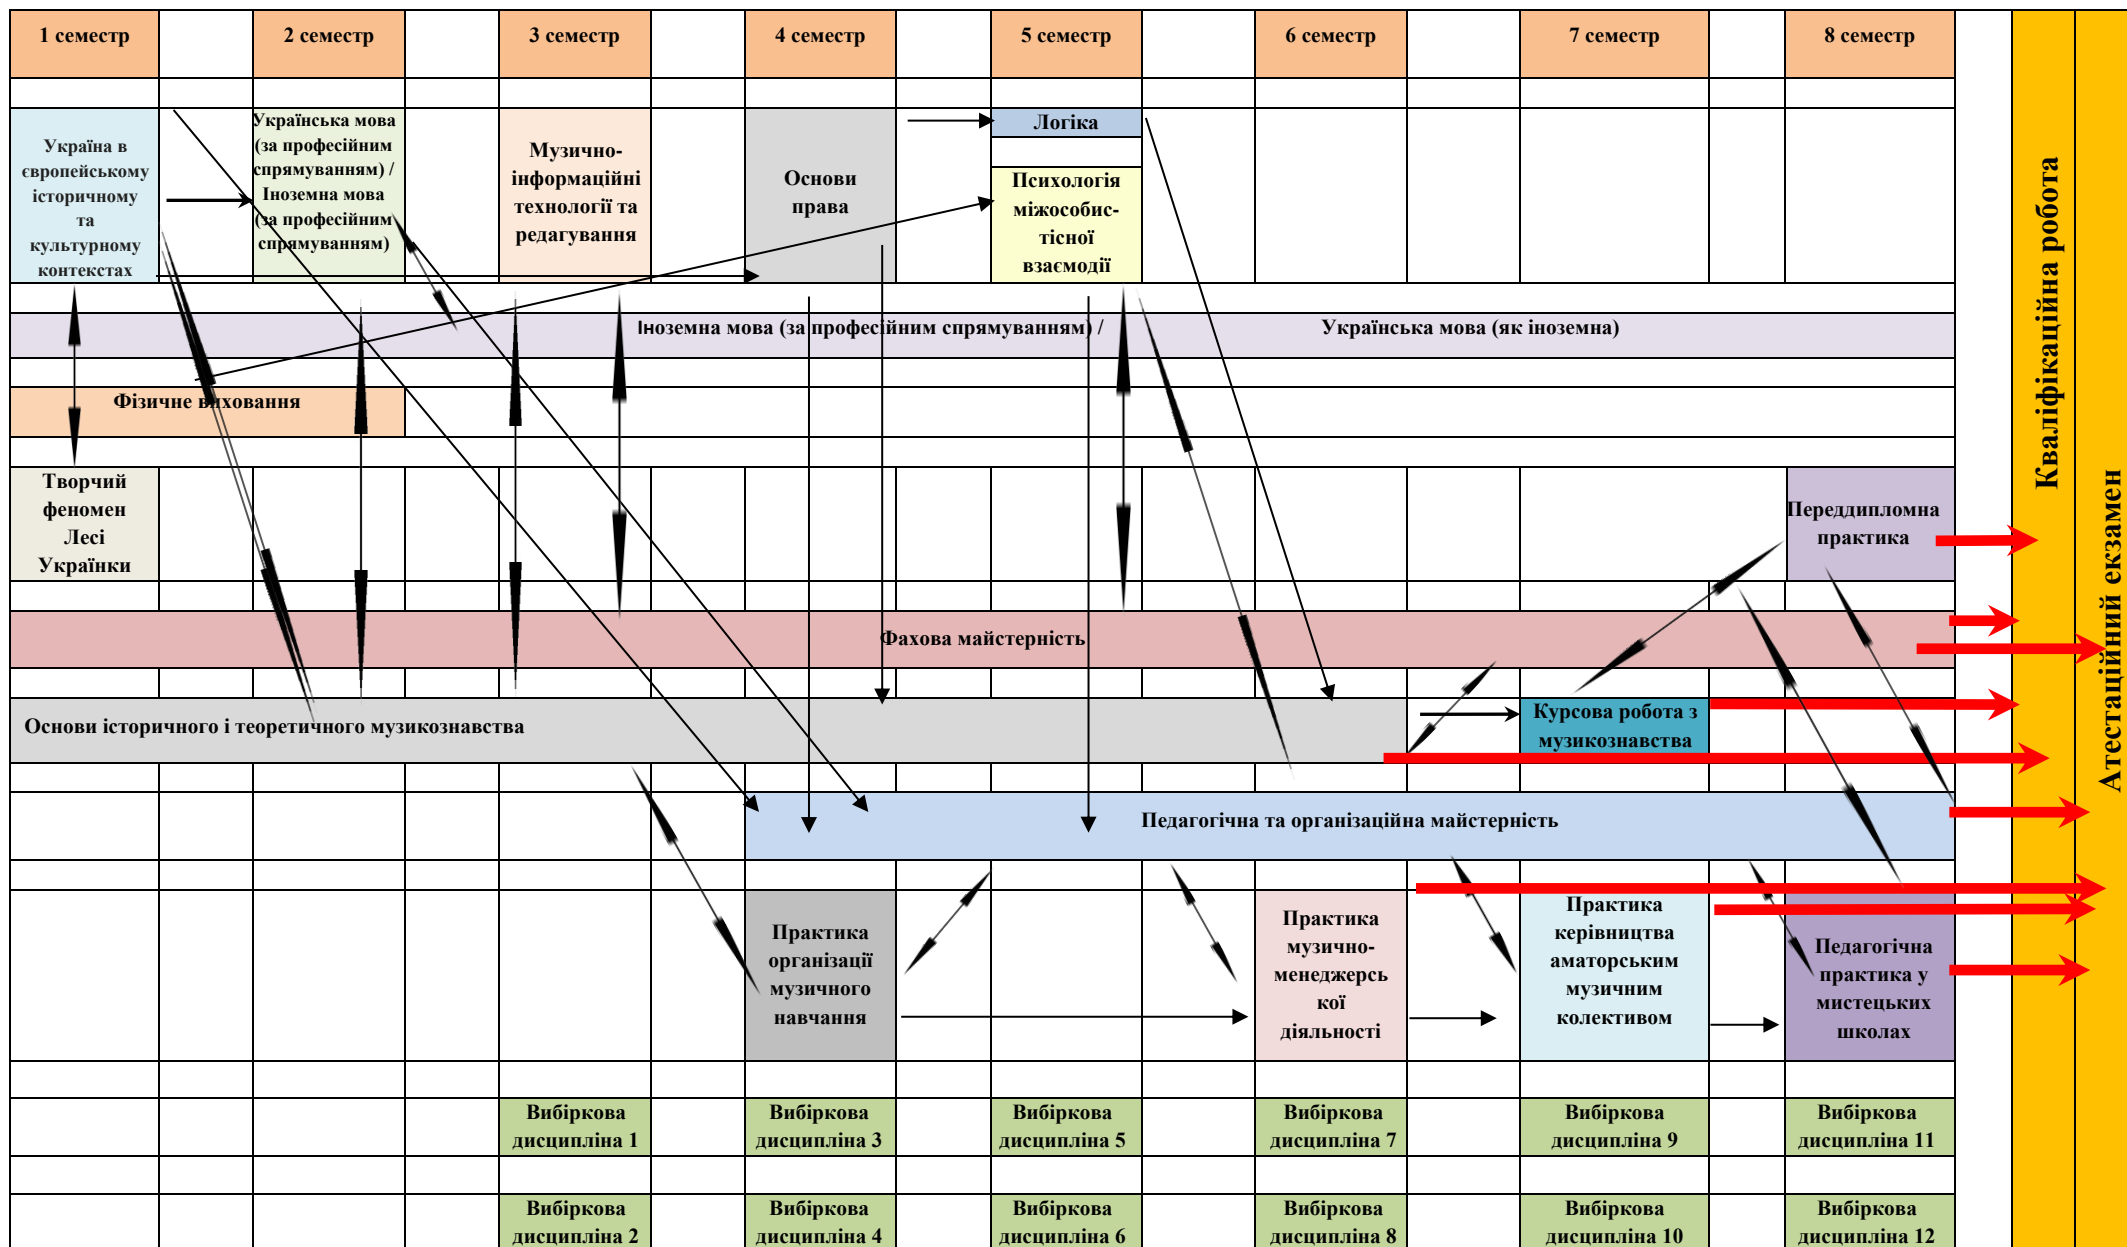 1 семестр
2 семестр
3 семестр
4 семестр
5 семестр
6 семестр
7 семестр
8 семестр
Україна в
європейському
історичному
та
культурному
контекстах
Українська мова
(за професійним
спрямуванням) /
Іноземна мова
(за професійним
спрямуванням)
Музично-
інформаційні
технології та
редагування
Основи
права
Логіка
Психологія
міжособис-
тісної
взаємодії
Іноземна мова (за професійним спрямуванням) / Українська мова (як іноземна)
Фізичне виховання
Творчий
феномен
Лесі
Українки
Переддипломна
практика
Фахова майстерність
Основи історичного і теоретичного музикознавства
Курсова робота з
музикознавства
Педагогічна та організаційна майстерність
Практика
організації
музичного
навчання
Практика
музично-
менеджерсь
кої
діяльності
Практика
керівництва
аматорським
музичним
колективом
Педагогічна
практика у
мистецьких
школах
Вибіркова
дисципліна 1
Вибіркова
дисципліна 3
Вибіркова
дисципліна 5
Вибіркова
дисципліна 7
Вибіркова
дисципліна 9
Вибіркова
дисципліна 11
Вибіркова
дисципліна 2
Вибіркова
дисципліна 4
Вибіркова
дисципліна 6
Вибіркова
дисципліна 8
Вибіркова
дисципліна 10
Вибіркова
дисципліна 12
Кваліфікаційна робота
Атестаційний екзамен